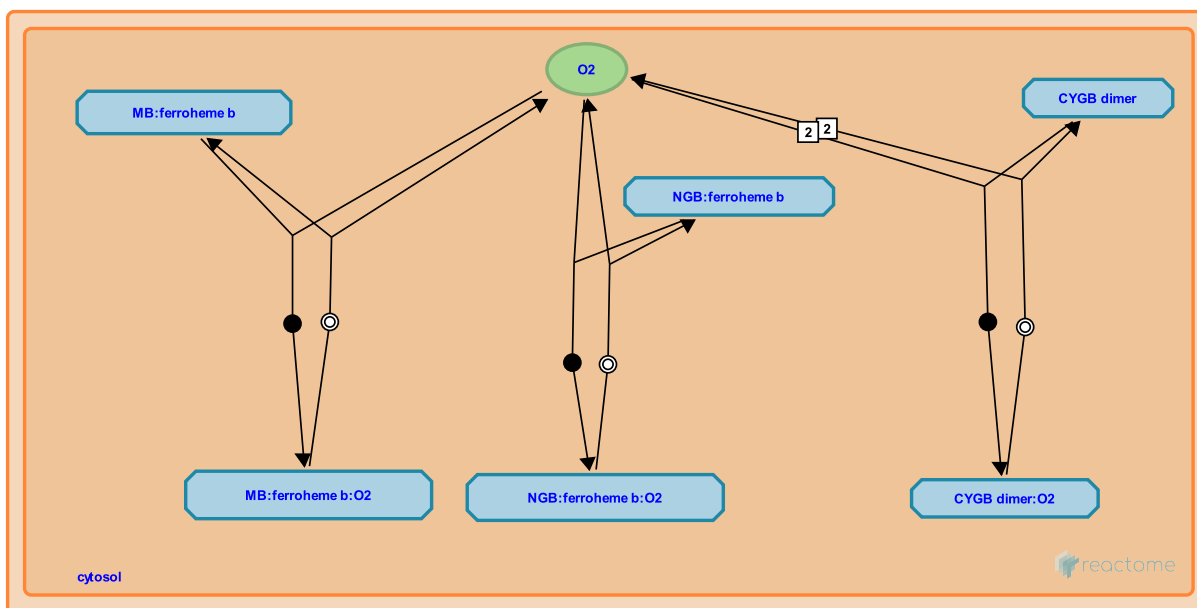 O2
MB:ferroheme b
CYGB dimer
2
2
NGB:ferroheme b
MB:ferroheme b:O2
NGB:ferroheme b:O2
CYGB dimer:O2
cytosol
reactome